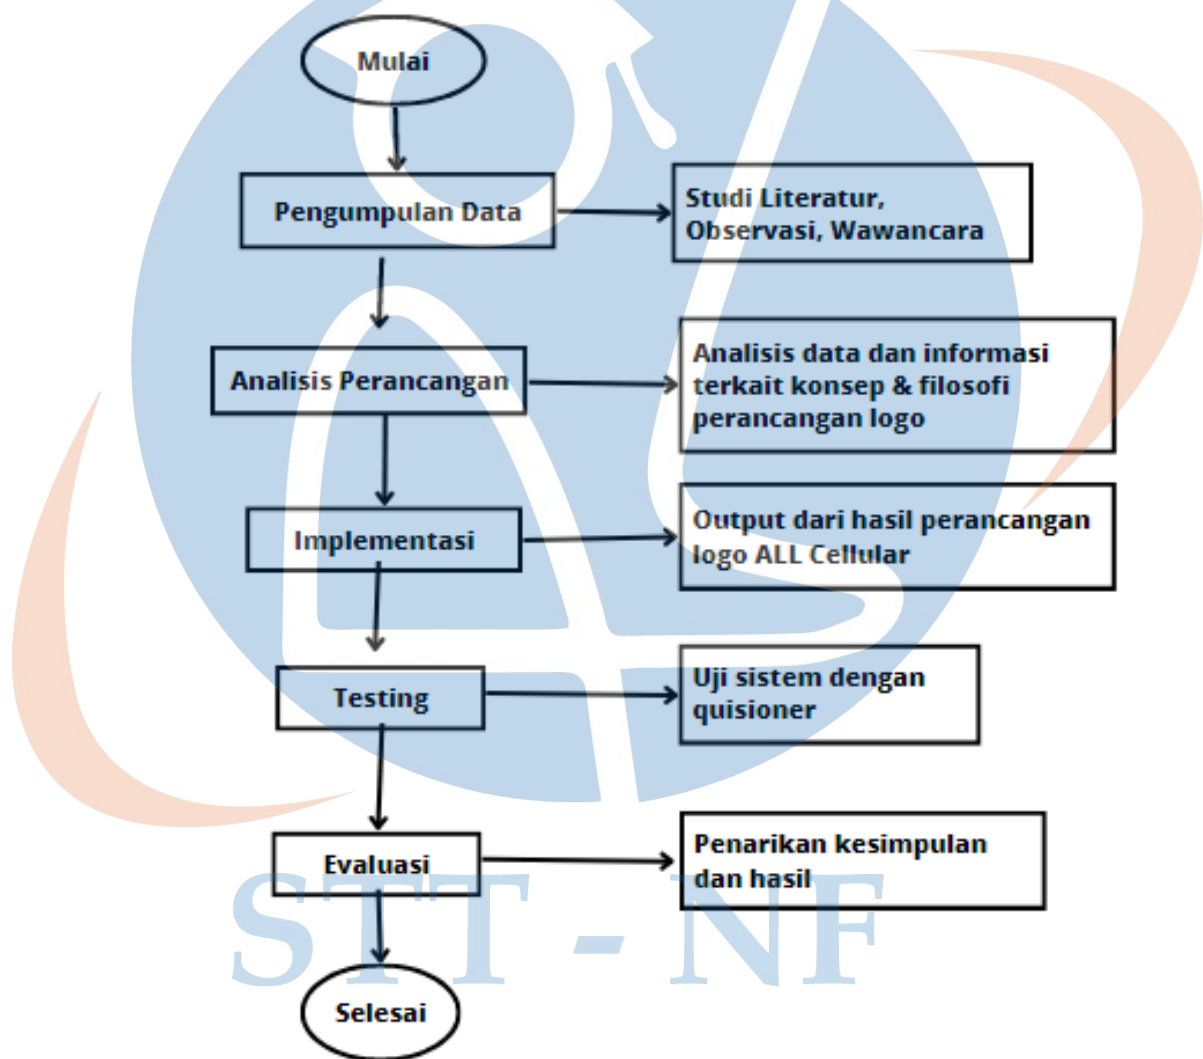 Mulai
Pengumpulan Data
Studi Literatur,
Observasi, Wawancara
Analisis Perancangan
Analisis data dan informasi
terkait konsep & filosofi
perancangan logo
Implementasi
Output dari hasil perancangan
logo ALL Cellular
Testing
Uji sistem dengan
quisioner
Evaluasi
Penarikan kesimpulan
dan hasil
STT - NF
Selesai